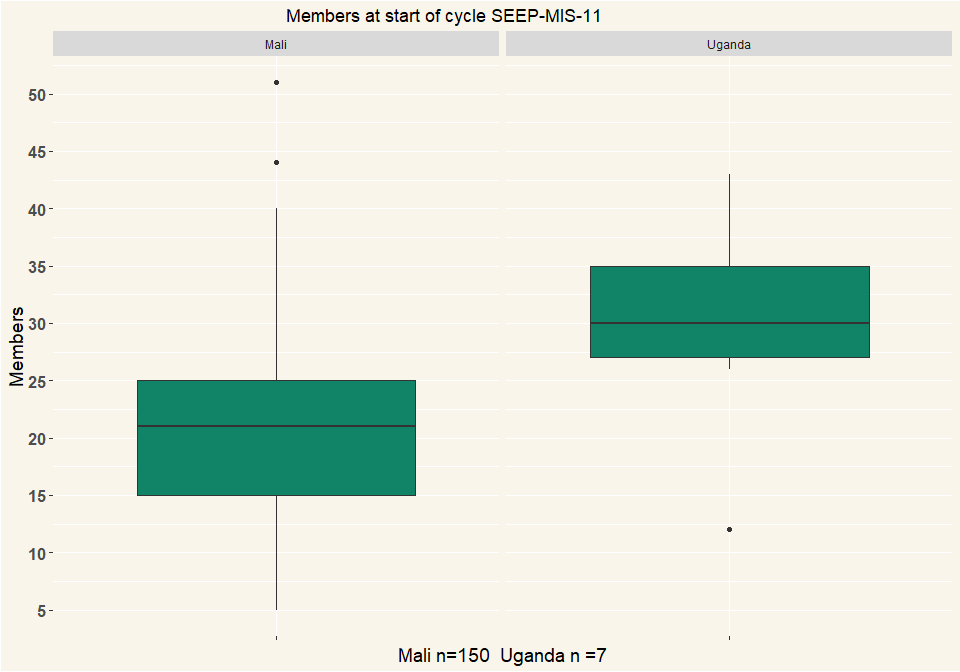 Members at start of cycle SEEP-MIS-11
Mali
Uganda
Members
50
45
40
35
30
25
20
15
10
5
Mali n=150  Uganda n =7